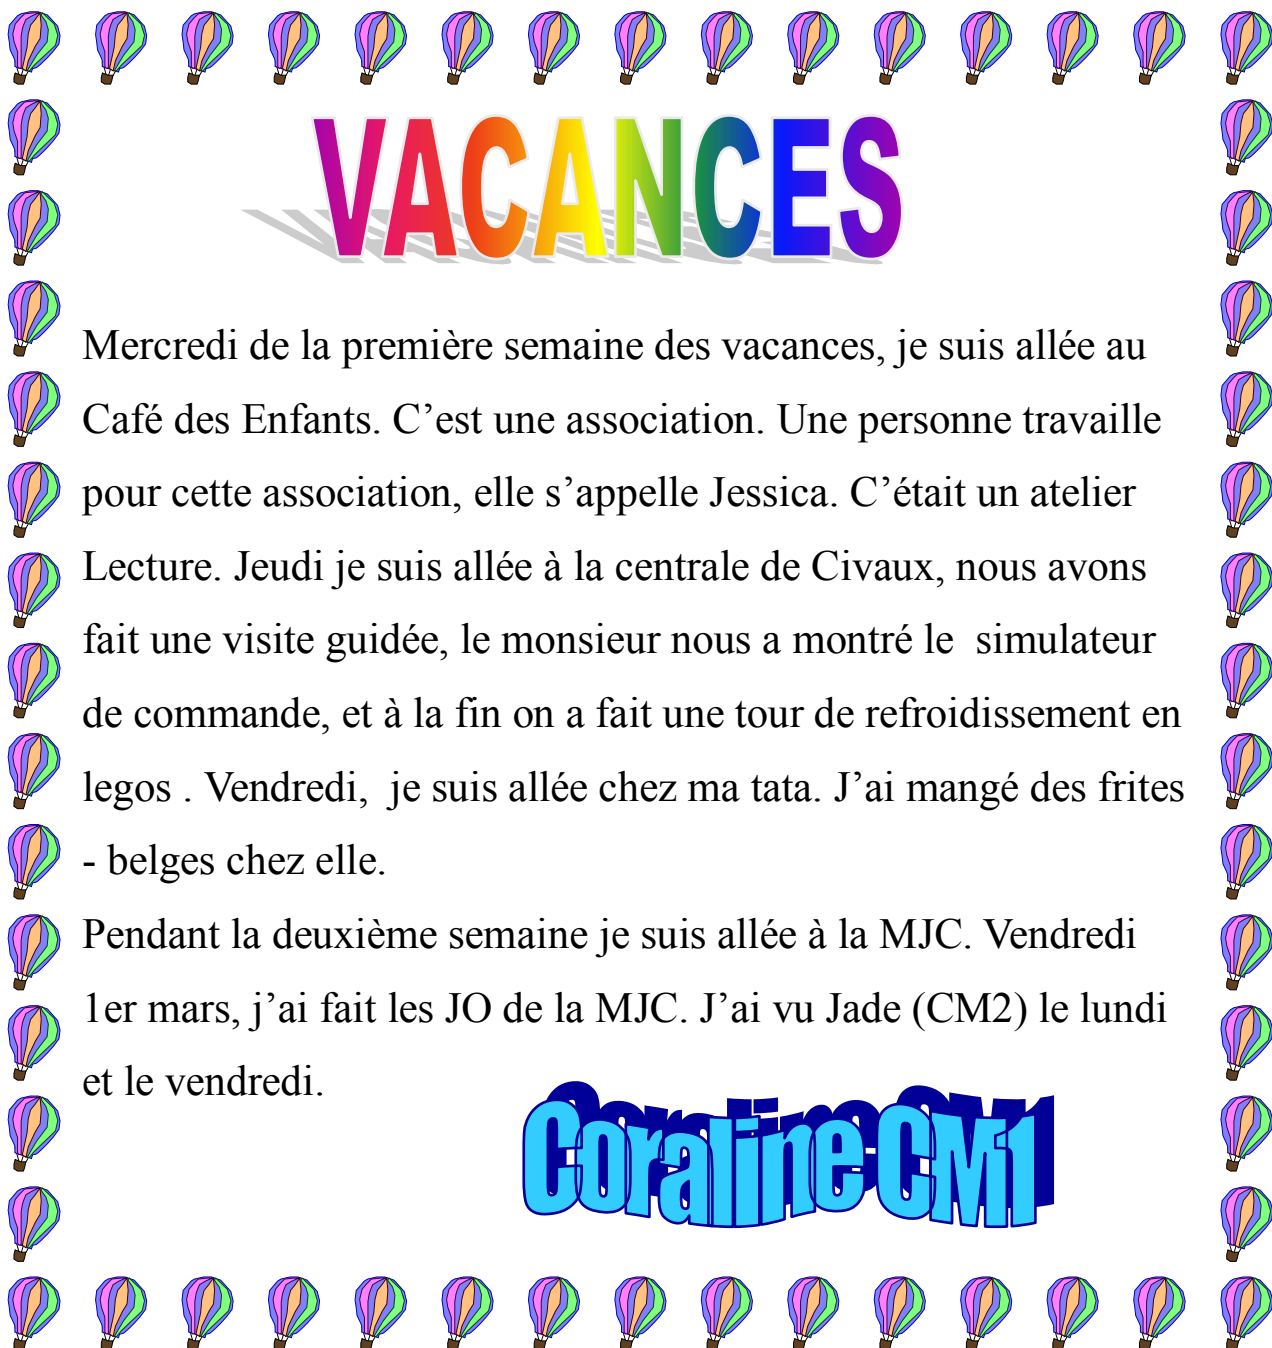 VACANCES
Mercredi de la première semaine des vacances, je suis allée au
Café des Enfants. C’est une association. Une personne travaille
pour cette association, elle s’appelle Jessica. C’était un atelier
Lecture. Jeudi je suis allée à la centrale de Civaux, nous avons
fait une visite guidée, le monsieur nous a montré le  simulateur
de commande, et à la fin on a fait une tour de refroidissement en
legos . Vendredi,  je suis allée chez ma tata. J’ai mangé des frites
- belges chez elle.
Pendant la deuxième semaine je suis allée à la MJC. Vendredi
1er mars, j’ai fait les JO de la MJC. J’ai vu Jade (CM2) le lundi
et le vendredi.
Coraline CM1